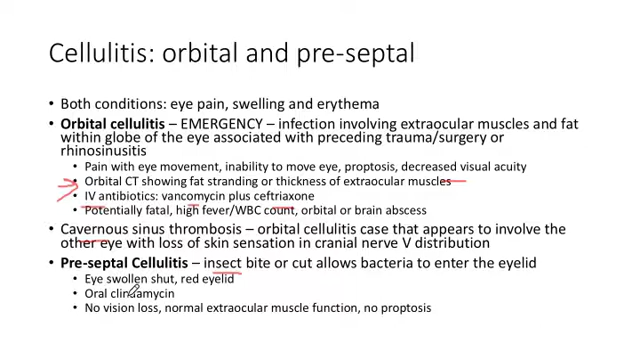 Cellulitis: orbital and pre-septal
• Both conditions: eye pain, swelling and erythema
• Orbital cellulitis – EMERGENCY – infection involving extraocular muscles and fat
within globe of the eye associated with preceding trauma/surgery or
rhinosinusitis
• Pain with eye movement, inability to move eye, proptosis, decreased visual acuity
• Orbital CT showing fat stranding or thickness of extraocular muscles
• IV antibiotics: vancomycin plus ceftriaxone
• Potentially fatal, high fever/WBC count, orbital or brain abscess
• Cavernous sinus thrombosis – orbital cellulitis case that appears to involve the
other eye with loss of skin sensation in cranial nerve V distribution
• Pre-septal Cellulitis – insect bite or cut allows bacteria to enter the eyelid
• Eye swollen shut, red eyelid
• Oral clindamycin
• No vision loss, normal extraocular muscle function, no proptosis